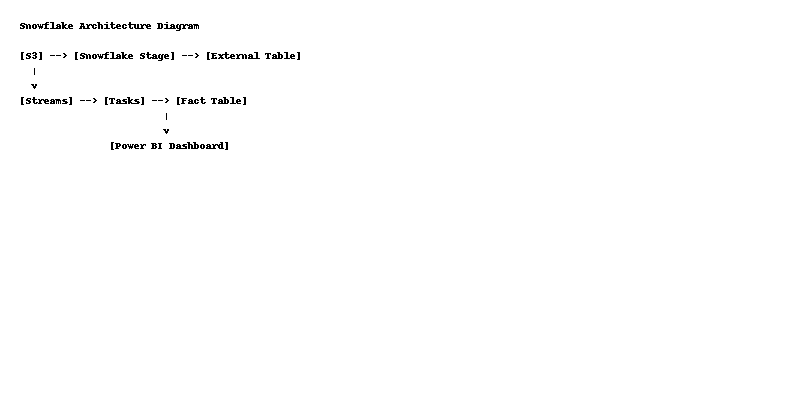 Snowflake Architecture Diagram
[S3] --> [Snowflake Stage] --> [External Table]
|
v
[Streams] --> [Tasks] --> [Fact Table]
|
v
[Power BI Dashboard]